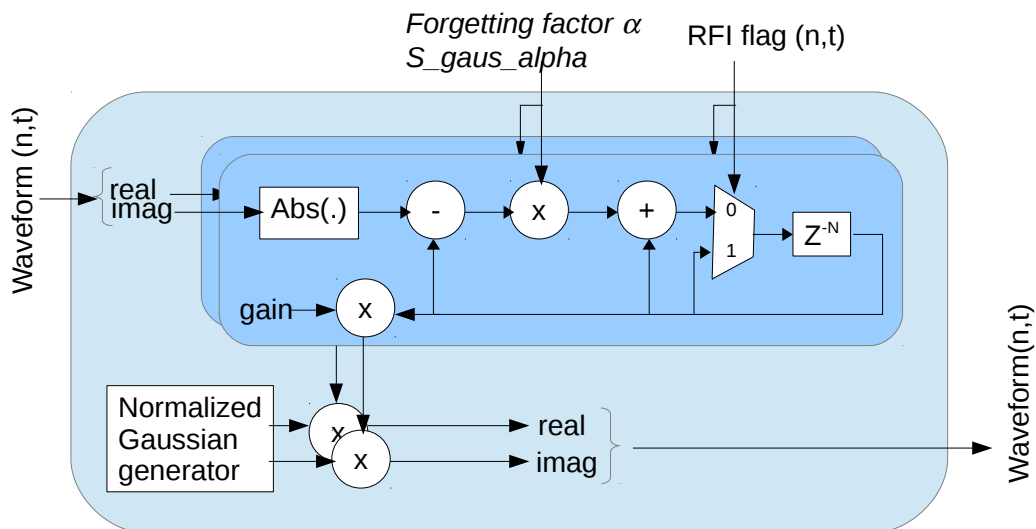 Forgetting factor α
S_gaus_alpha
RFI flag (n,t)
Waveform (n,t)
real
imag
Abs(.)
-
x
+
0
1
Z-N
gain
x
Normalized
Gaussian
generator
x
x
real
imag
Waveform(n,t)